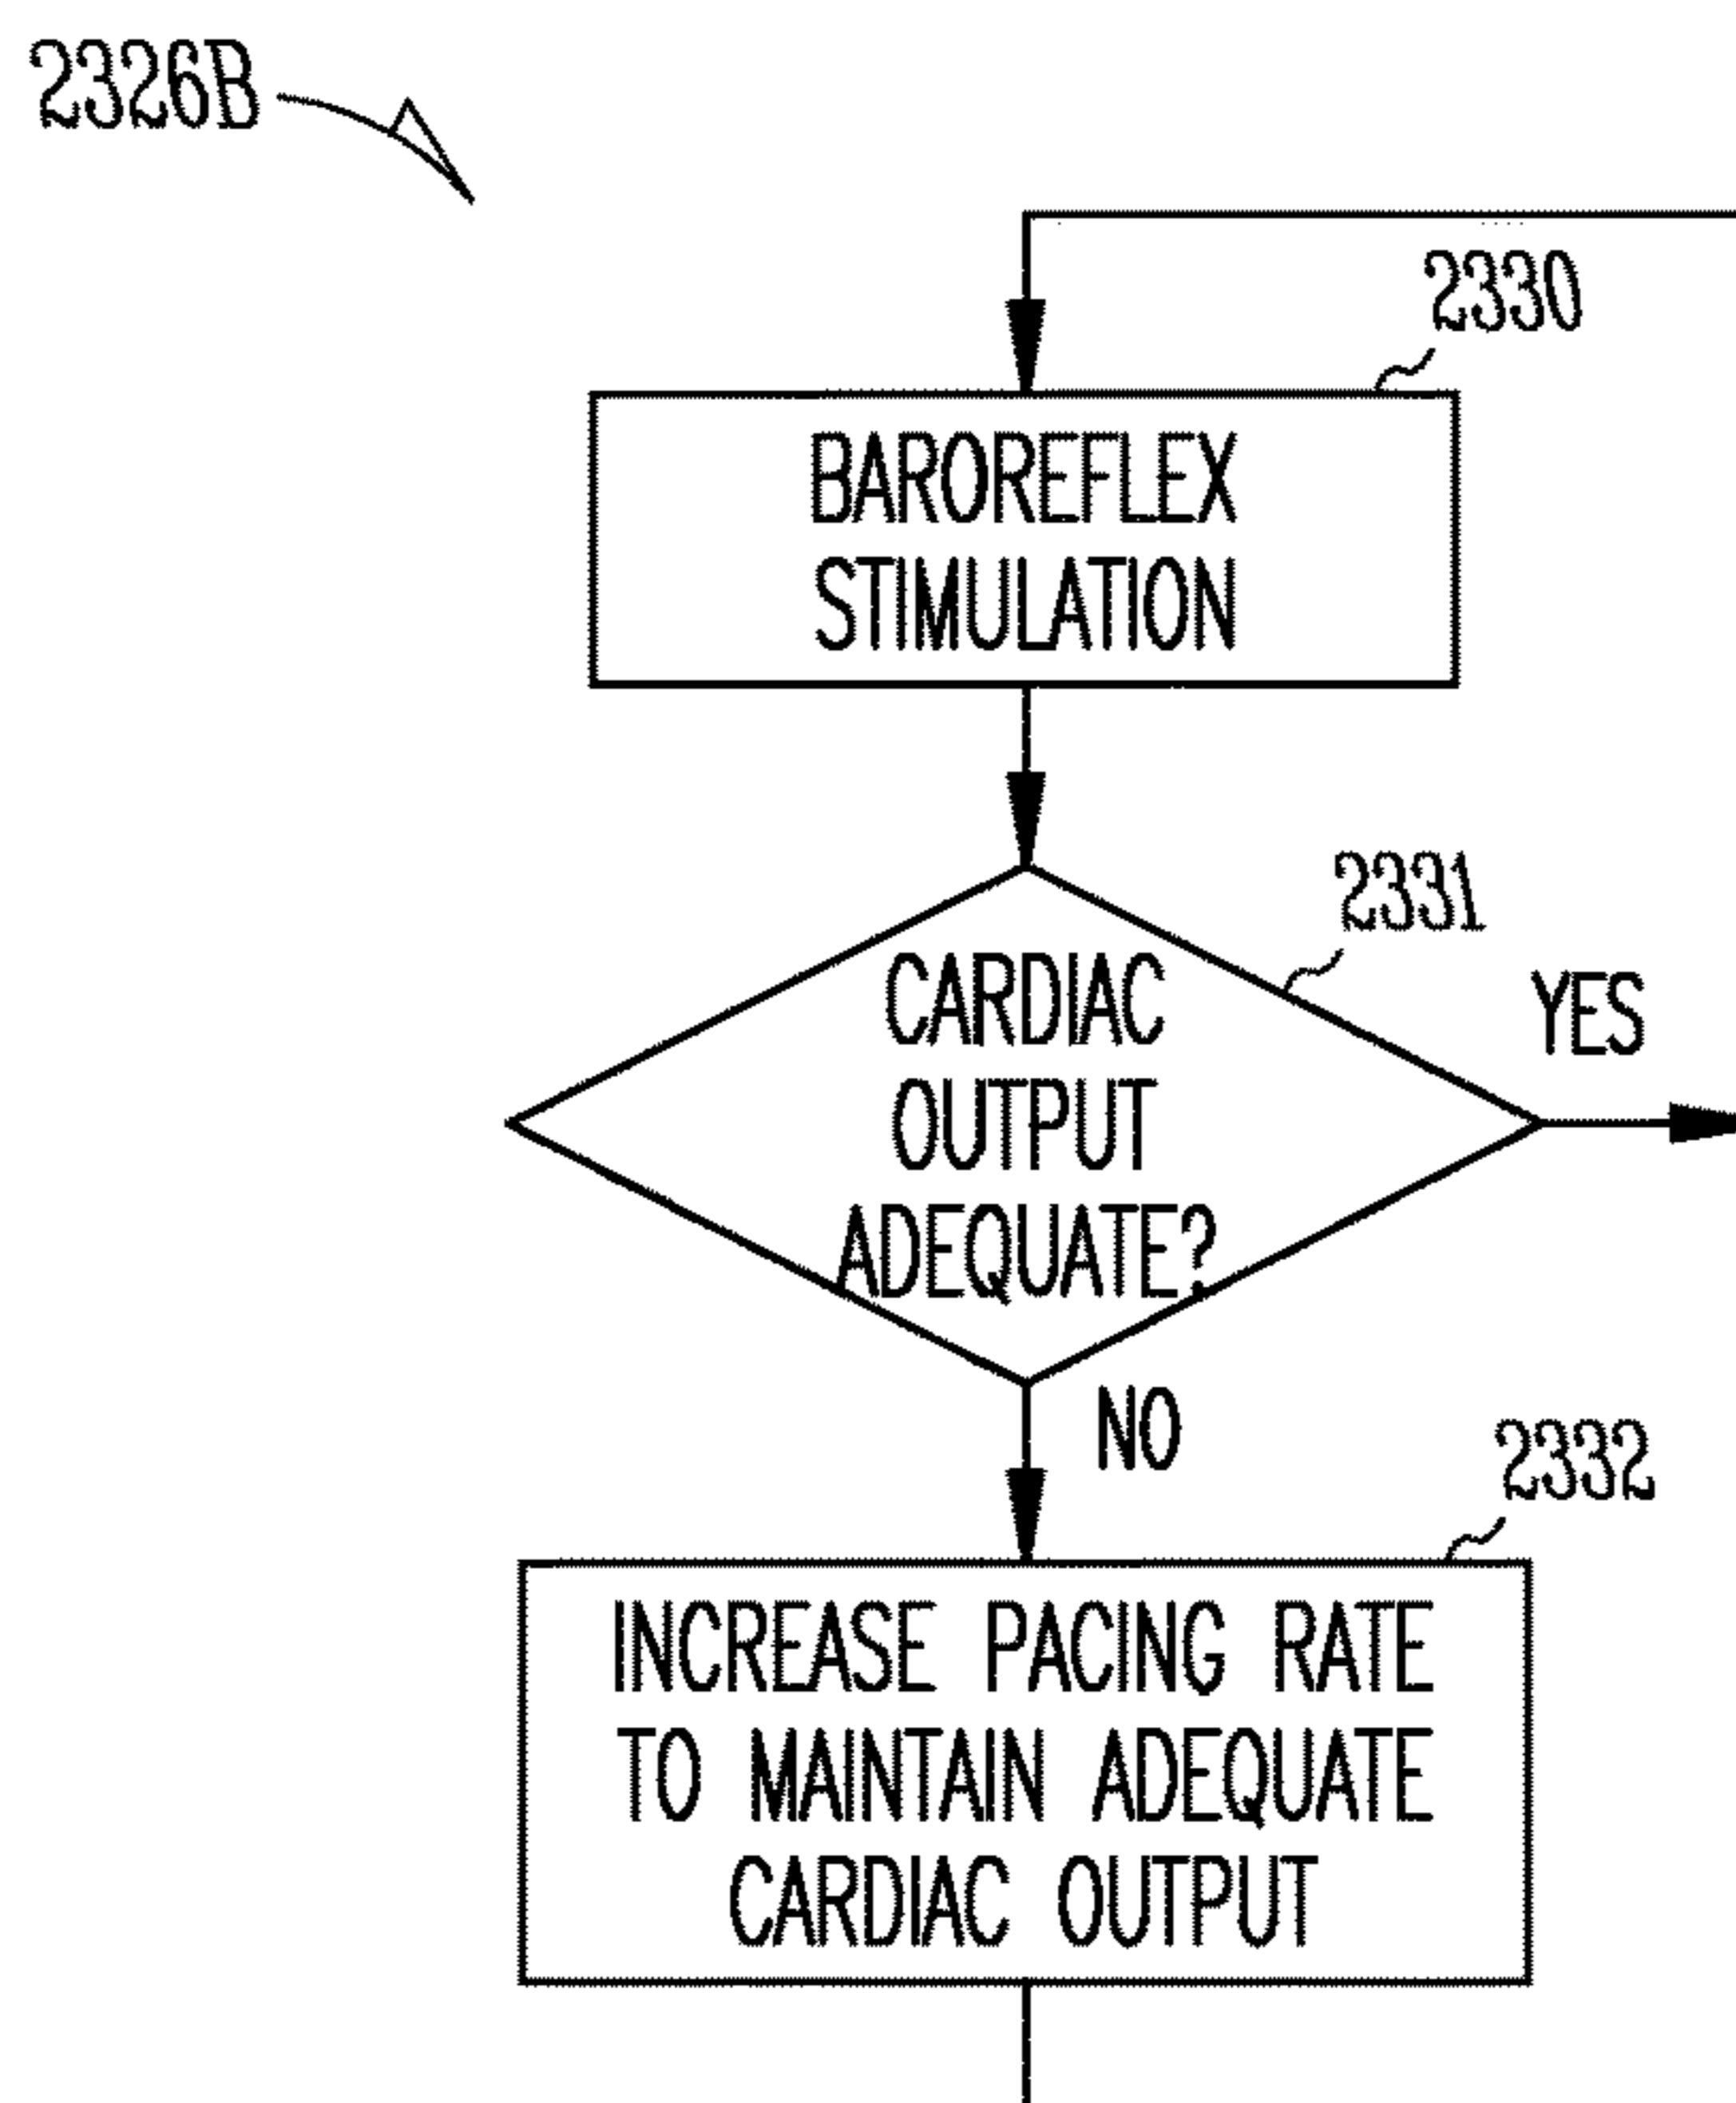 2326B
2330
BAROREFLEX
STIMULATION
2331
CARDIAC
OUTPUT
ADEQUATE?
YES
NO
2332
INCREASE PACING RATE
TO MAINTAIN ADEQUATE
CARDIAC OUTPUT